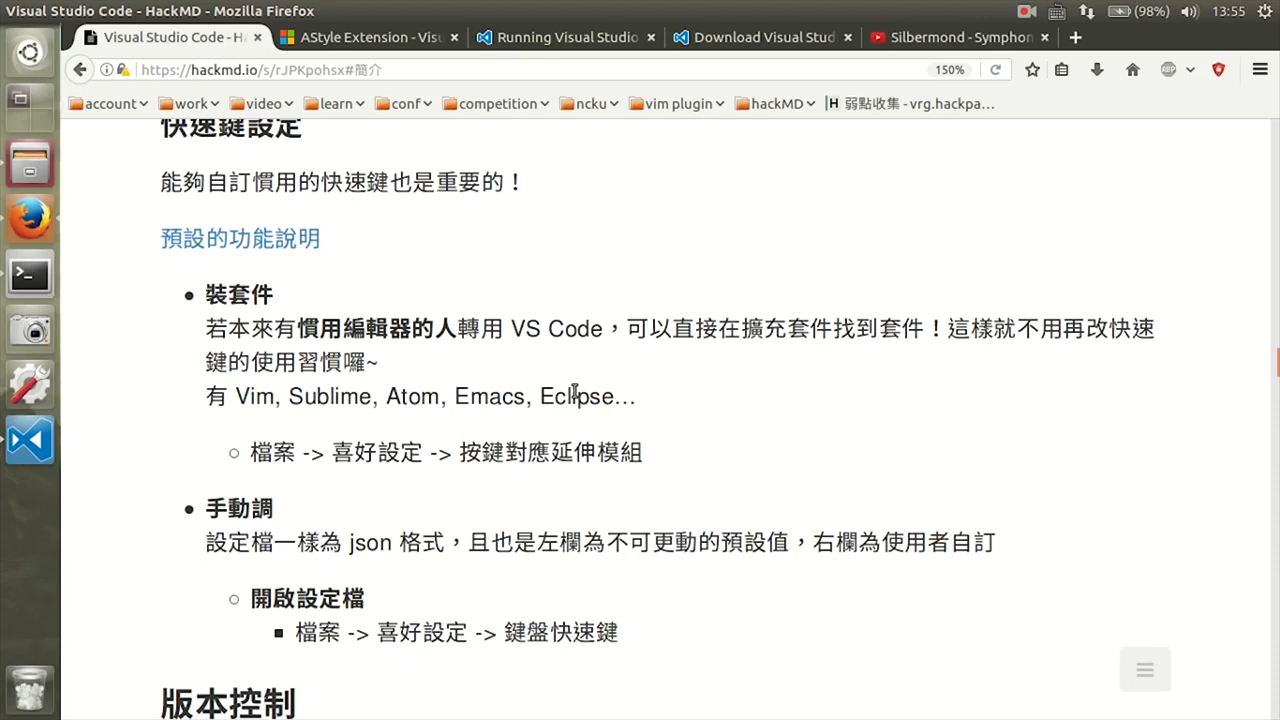 Visual Studio Code - HackMD - Mozilla Firefox
(98%) 13:55
Visual Studio Code - Ha
AStyle Extension - Visu
Running Visual Studio
Download Visual Stud
Silbermond - Symphon
https://hackmd.io/s/rJPKpohsx#簡介
150%
ABP
account work video learn conf competition ncku vim plugin hackMD H 弱點收集 - vrg.hackpa...
快速鍵設定
能夠自訂慣用的快速鍵也是重要的！
預設的功能說明
裝套件
若本來有慣用編輯器的人轉用 VS Code，可以直接在擴充套件找到套件！這樣就不用再改快速
鍵的使用習慣囉~
有 Vim, Sublime, Atom, Emacs, Eclipse…
檔案 -> 喜好設定 -> 按鍵對應延伸模組
手動調
設定檔一樣為 json 格式，且也是左欄為不可更動的預設值，右欄為使用者自訂
開啟設定檔
檔案 -> 喜好設定 -> 鍵盤快速鍵
版本控制